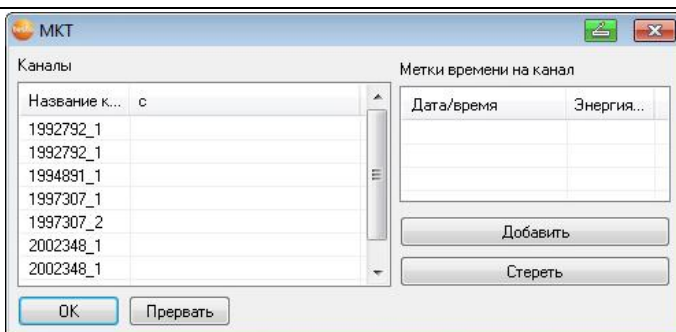 МКТ
Каналы
Название к... с
1992792_1
1992792_1
1994891_1
1997307_1
1997307_2
2002348_1
2002348_1
OK Прервать
Метки времени на канал
Дата/время Энергия...
Добавить
Стереть